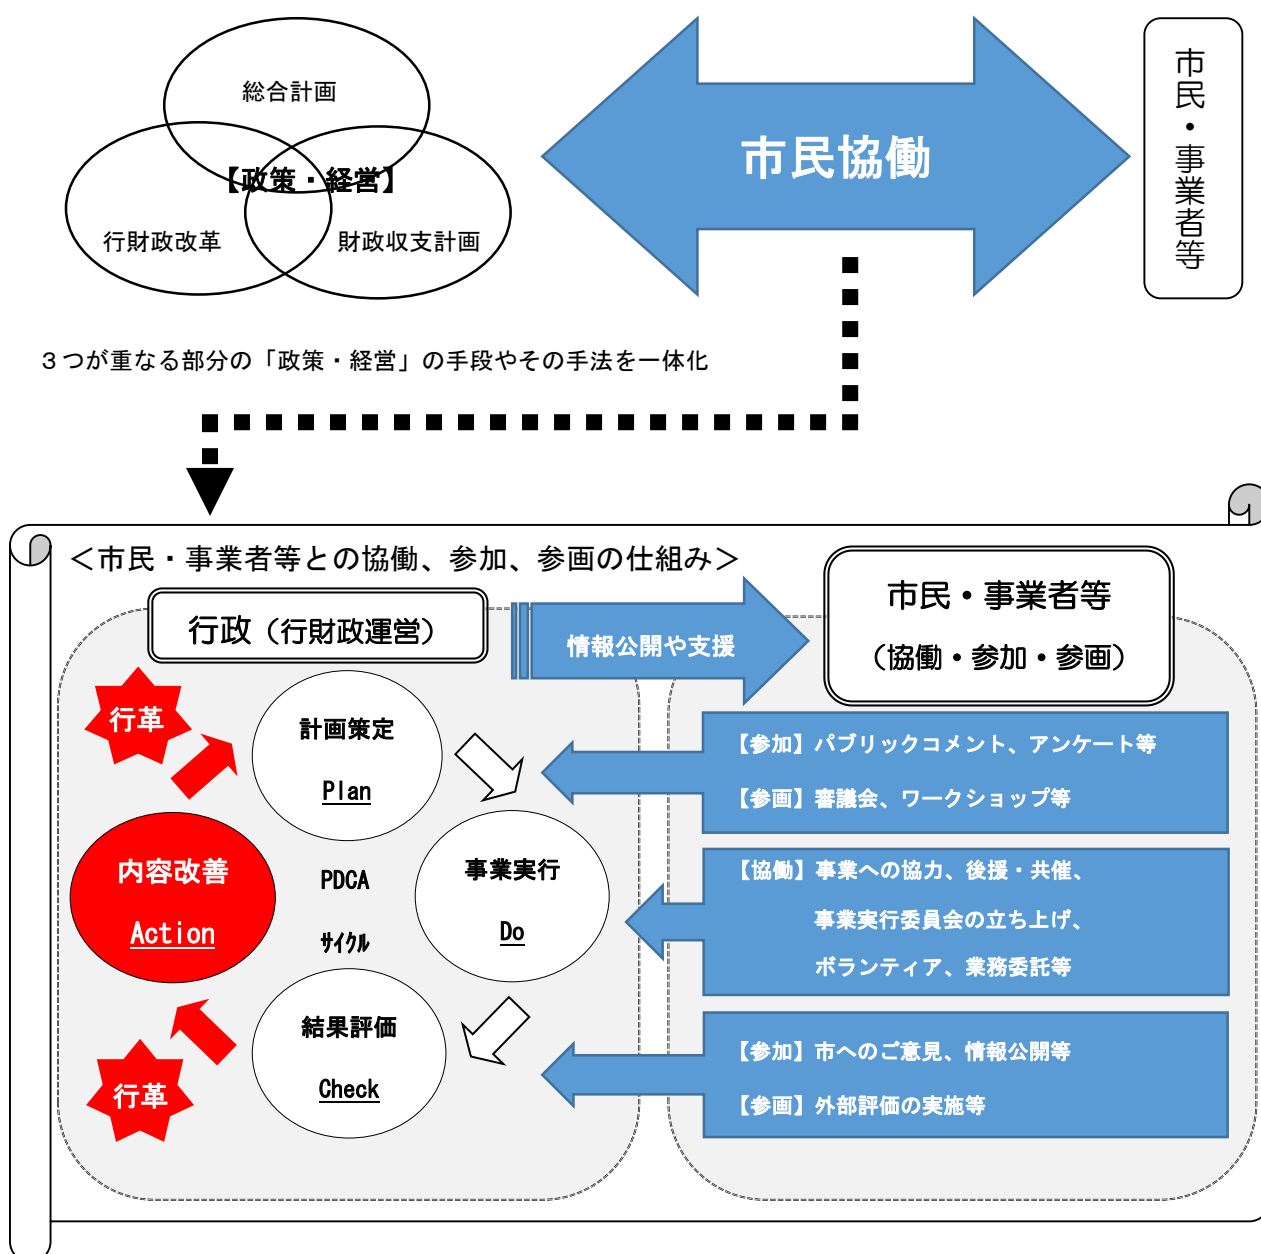 総合計画
【政策・経営】
行財政改革
財政収支計画
市民協働
市民・事業者等
３つが重なる部分の「政策・経営」の手段やその手法を一体化
＜市民・事業者等との協働、参加、参画の仕組み＞
行政（行財政運営）
情報公開や支援
市民・事業者等
（協働・参加・参画）
行革
計画策定
Plan
内容改善
Action
PDCA
ｻｲｸﾙ
事業実行
Do
結果評価
Check
行革
【参加】パブリックコメント、アンケート等
【参画】審議会、ワークショップ等
【協働】事業への協力、後援・共催、
事業実行委員会の立ち上げ、
ボランティア、業務委託等
【参加】市へのご意見、情報公開等
【参画】外部評価の実施等